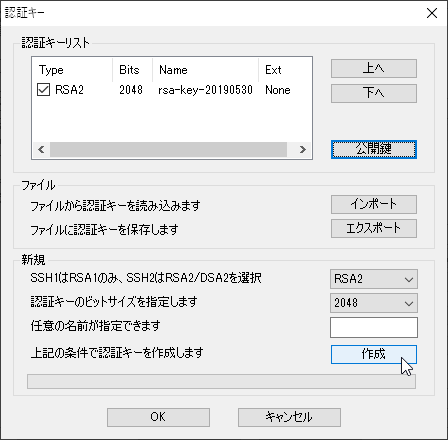 認証キー
認証キーリスト
Type Bits Name Ext
RSA2 2048 rsa-key-20190530 None
上へ
下へ
公開鍵
ファイル
ファイルから認証キーを読み込みます インポート
ファイルに認証キーを保存します エクスポート
新規
SSH1はRSA1のみ、SSH2はRSA2/DSA2を選択 RSA2
認証キーのビットサイズを指定します 2048
任意の名前が指定できます
上記の条件で認証キーを作成します 作成
OK キャンセル